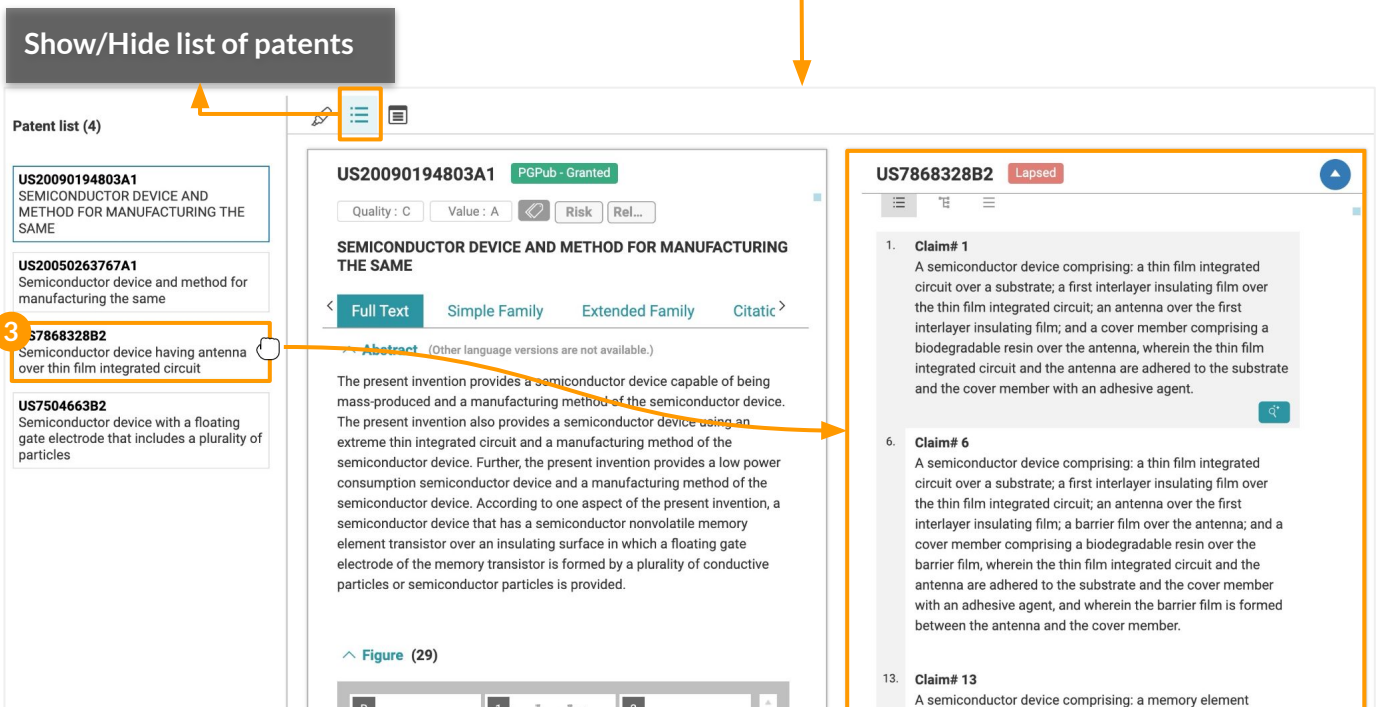 Show/Hide list of patents
Patent list (4)
US20090194803A1
SEMICONDUCTOR DEVICE AND
METHOD FOR MANUFACTURING THE
SAME
US20050263767A1
Semiconductor device and method for
manufacturing the same
3
S7868328B2
Semiconductor device having antenna
over thin film integrated circuit
US7504663B2
Semiconductor device with a floating
gate electrode that includes a plurality of
particles
US20090194803A1 PGPub - Granted
Quality : C Value : A Risk Rel...
SEMICONDUCTOR DEVICE AND METHOD FOR MANUFACTURING
THE SAME
Full Text Simple Family Extended Family Citatic
Abstract (Other language versions are not available.)
The present invention provides a semiconductor device capable of being
mass-produced and a manufacturing method of the semiconductor device.
The present invention also provides a semiconductor device using an
extreme thin integrated circuit and a manufacturing method of the
semiconductor device. Further, the present invention provides a low power
consumption semiconductor device and a manufacturing method of the
semiconductor device. According to one aspect of the present invention, a
semiconductor device that has a semiconductor nonvolatile memory
element transistor over an insulating surface in which a floating gate
electrode of the memory transistor is formed by a plurality of conductive
particles or semiconductor particles is provided.
Figure (29)
US7868328B2 Lapsed
1. Claim# 1
A semiconductor device comprising: a thin film integrated
circuit over a substrate; a first interlayer insulating film over
the thin film integrated circuit; an antenna over the first
interlayer insulating film; and a cover member comprising a
biodegradable resin over the antenna, wherein the thin film
integrated circuit and the antenna are adhered to the substrate
and the cover member with an adhesive agent.
6. Claim# 6
A semiconductor device comprising: a thin film integrated
circuit over a substrate; a first interlayer insulating film over
the thin film integrated circuit; an antenna over the first
interlayer insulating film; a barrier film over the antenna; and a
cover member comprising a biodegradable resin over the
barrier film, wherein the thin film integrated circuit and the
antenna are adhered to the substrate and the cover member
with an adhesive agent, and wherein the barrier film is formed
between the antenna and the cover member.
13. Claim# 13
A semiconductor device comprising: a memory element